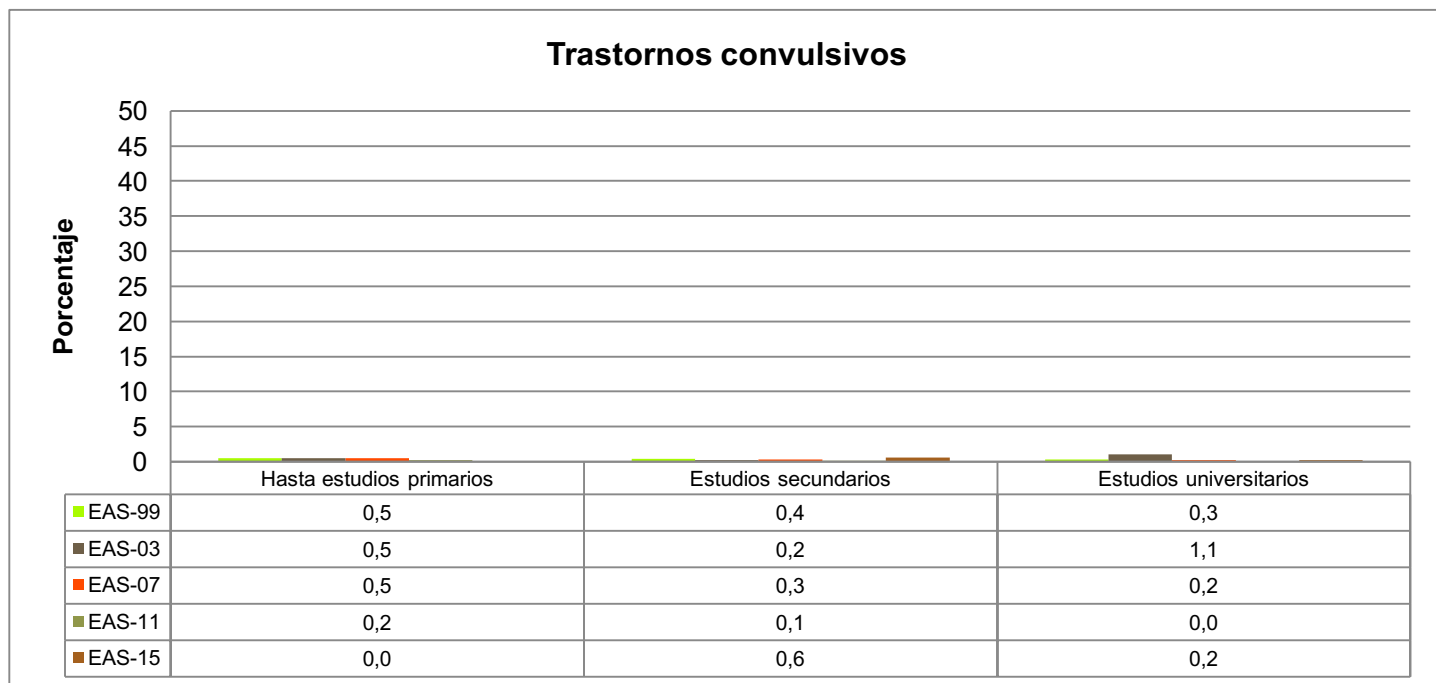 Trastornos convulsivos
Porcentaje
50
45
40
35
30
25
20
15
10
5
0
Hasta estudios primarios Estudios secundarios Estudios universitarios
EAS-99 0,5 0,4 0,3
EAS-03 0,5 0,2 1,1
EAS-07 0,5 0,3 0,2
EAS-11 0,2 0,1 0,0
EAS-15 0,0 0,6 0,2